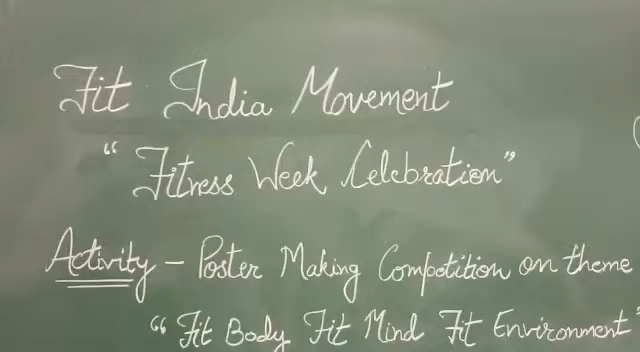 Fit India Movement
"Fitness Week Celebration"
Activity - Poster Making Competition on theme
"Fit Body Fit Mind Fit Environment"